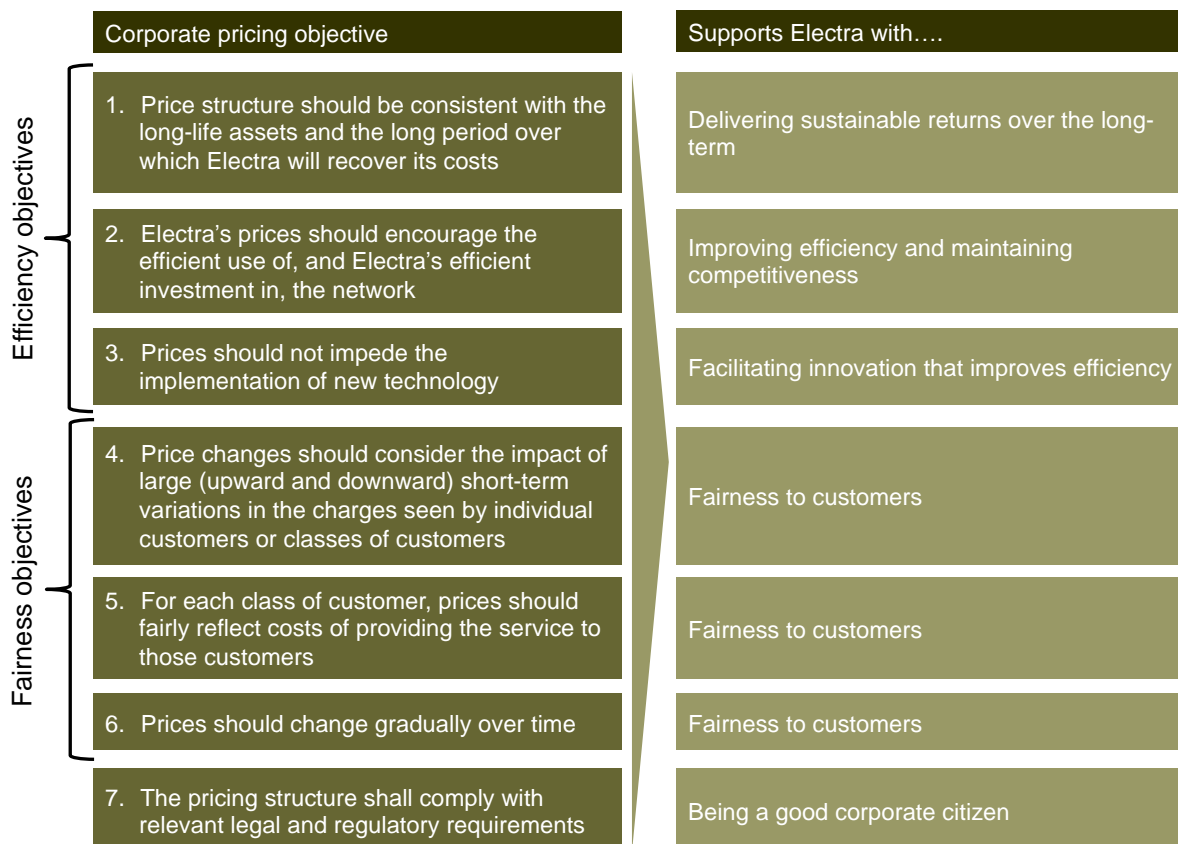 Corporate pricing objective
Supports Electra with….
Efficiency objectives
1. Price structure should be consistent with the
long-life assets and the long period over
which Electra will recover its costs
Delivering sustainable returns over the long-
term
2. Electra's prices should encourage the
efficient use of, and Electra's efficient
investment in, the network
Improving efficiency and maintaining
competitiveness
3. Prices should not impede the
implementation of new technology
Facilitating innovation that improves efficiency
Fairness objectives
4. Price changes should consider the impact of
large (upward and downward) short-term
variations in the charges seen by individual
customers or classes of customers
Fairness to customers
5. For each class of customer, prices should
fairly reflect costs of providing the service to
those customers
Fairness to customers
6. Prices should change gradually over time
Fairness to customers
7. The pricing structure shall comply with
relevant legal and regulatory requirements
Being a good corporate citizen